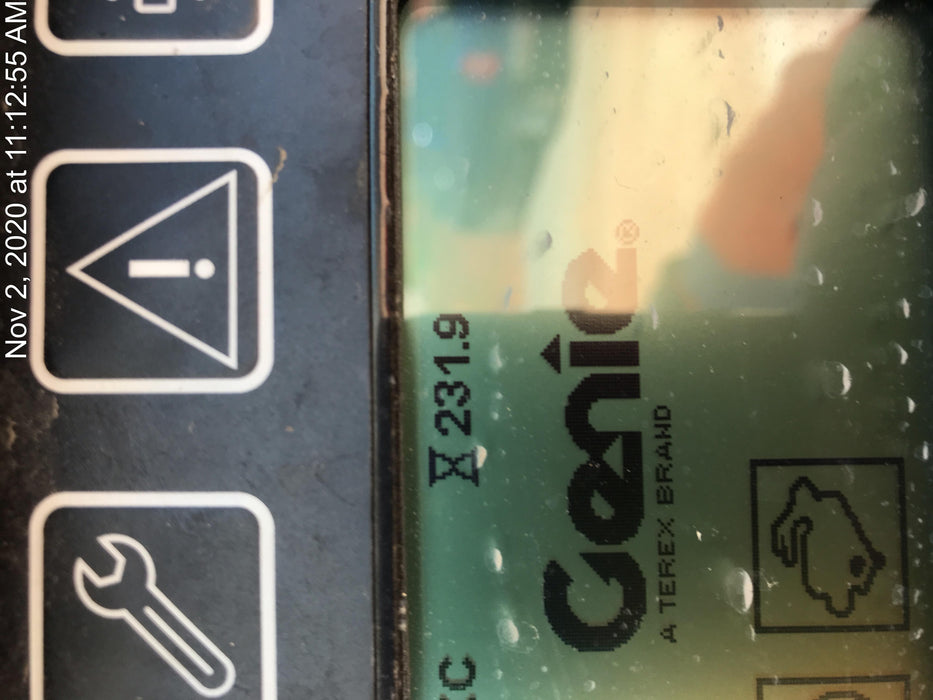 Nov 2, 2020 at 11:12:55 AM
231.9
Genie®
A TEREX BRAND